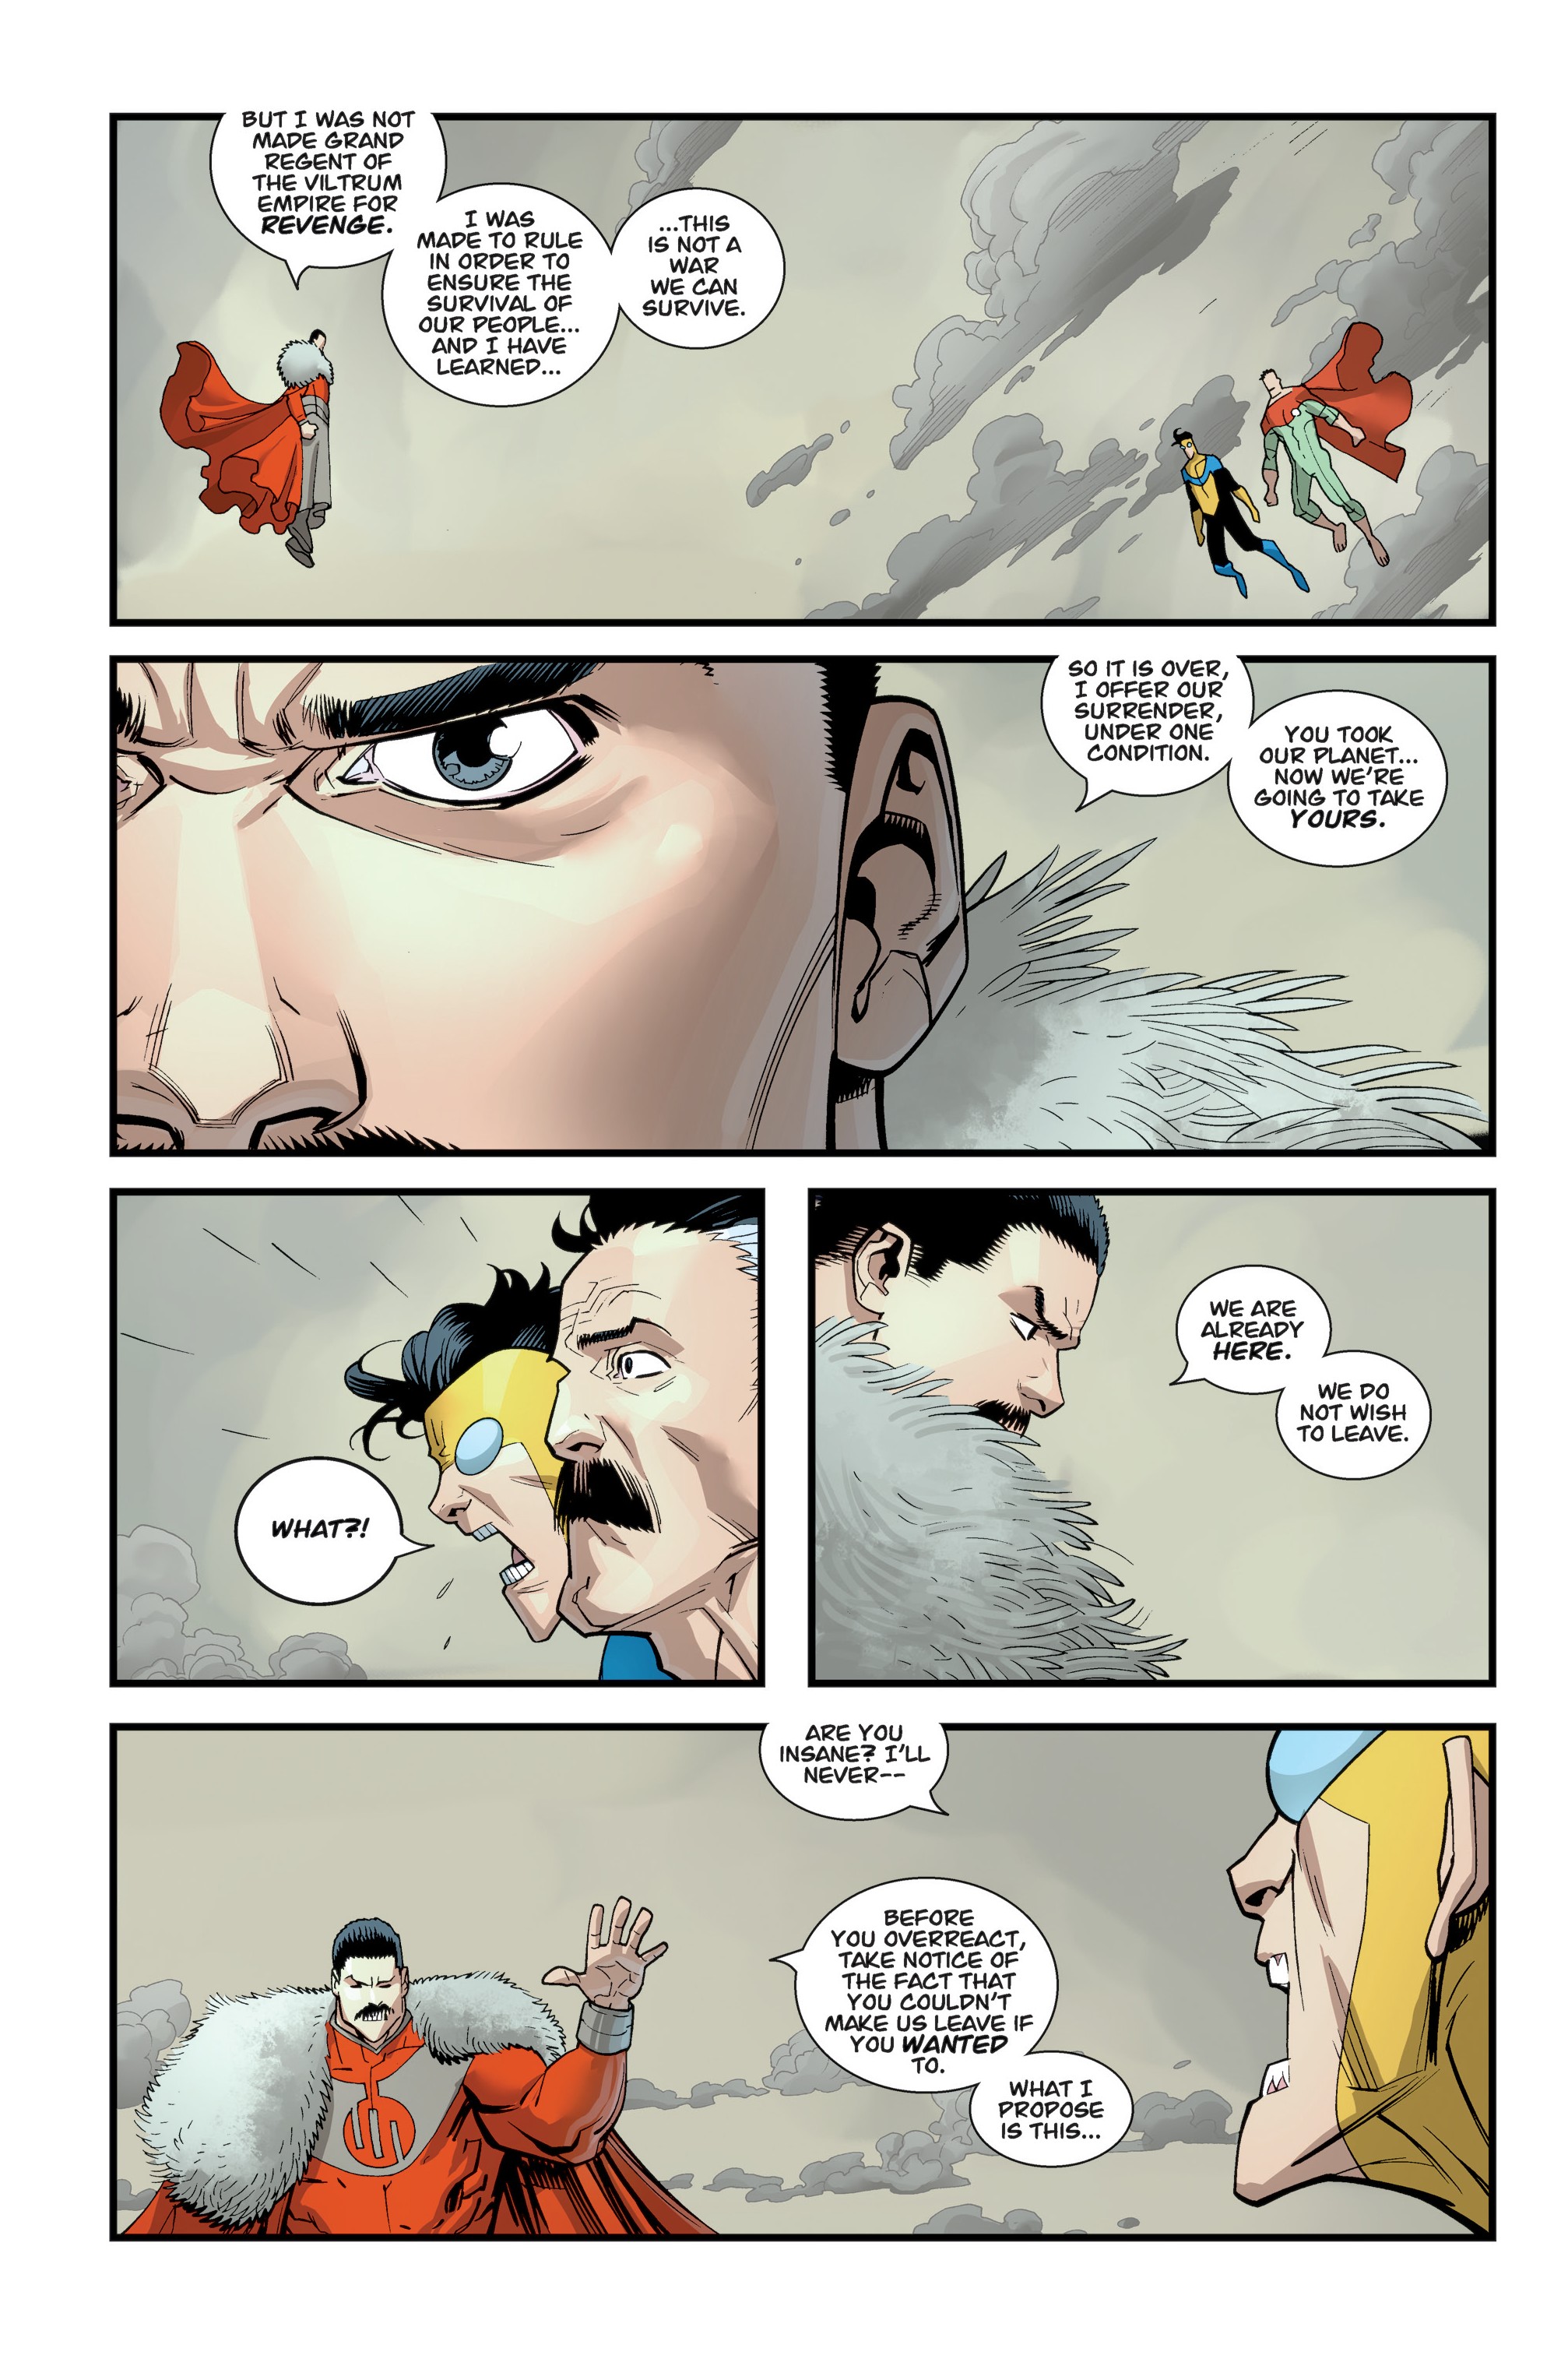 BUT I WAS NOT
MADE GRAND
REGENT OF
THE VILTRUM
EMPIRE FOR
REVENGE.
I WAS
MADE TO RULE
IN ORDER TO
ENSURE THE
SURVIVAL OF
OUR PEOPLE...
AND I HAVE
LEARNED...
...THIS
IS NOT A
WAR
WE CAN
SURVIVE.
SO IT IS OVER,
I OFFER OUR
SURRENDER,
UNDER ONE
CONDITION.
YOU TOOK
OUR PLANET...
NOW WE'RE
GOING TO TAKE
YOURS.
WHAT?!
WE ARE
ALREADY
HERE.
WE DO
NOT WISH
TO LEAVE.
ARE YOU
INSANE? I'LL
NEVER--
BEFORE
YOU OVERREACT,
TAKE NOTICE OF
THE FACT THAT
YOU COULDN'T
MAKE US LEAVE IF
YOU WANTED
TO.
WHAT I
PROPOSE
IS THIS...